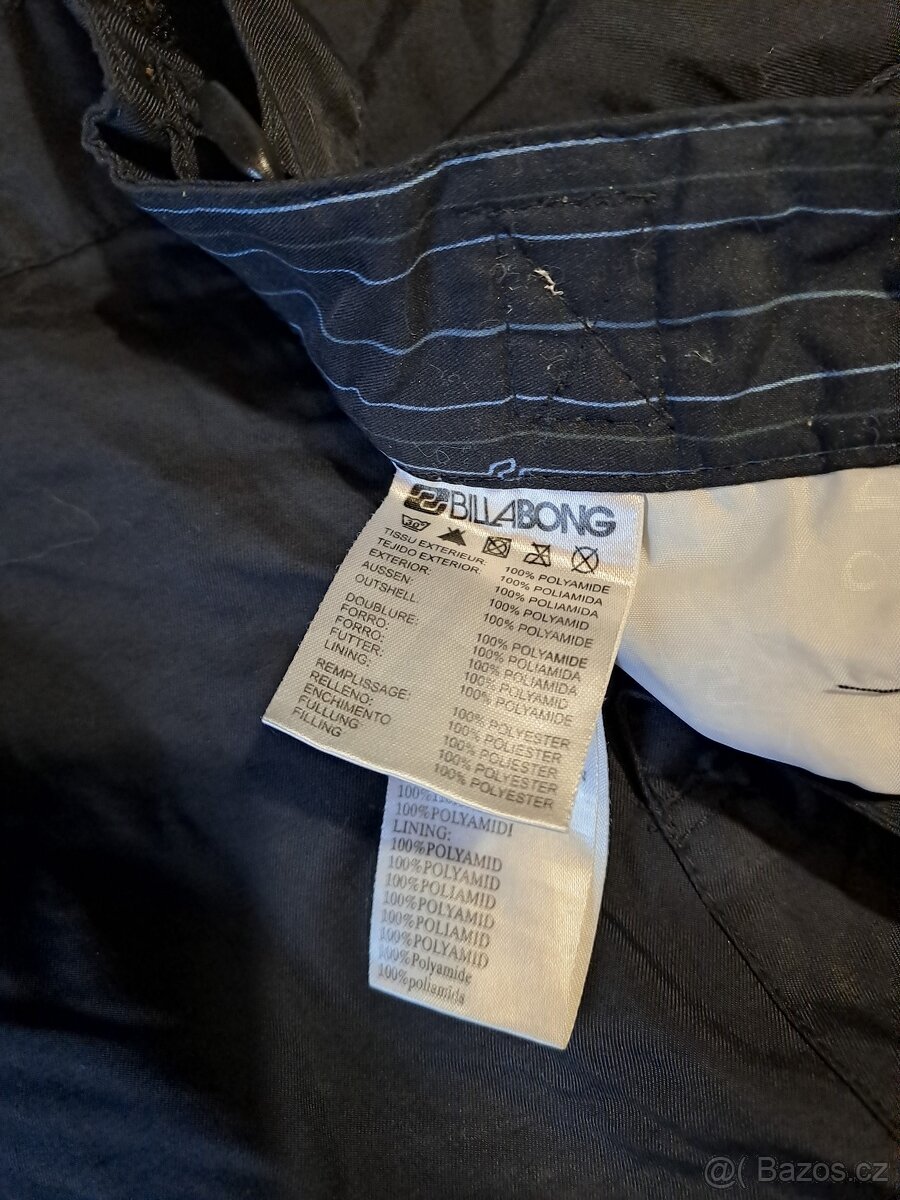 BILLABONG
30°
TISSU EXTERIEUR: 100% POLYAMIDE
TEJIDO EXTERIOR: 100% POLIAMIDA
EXTERIOR: 100% POLIAMIDA
AUSSEN: 100% POLYAMID
OUTSHELL: 100% POLYAMIDE
DOUBLURE: 100% POLYAMIDE
FORRO: 100% POLIAMIDA
FORRO: 100% POLIAMIDA
FUTTER: 100% POLYAMID
LINING: 100% POLYAMIDE
REMPLISSAGE: 100% POLYESTER
RELLENO: 100% POLIESTER
ENCHIMENTO 100% POLIESTER
FÜLLUNG 100% POLYESTER
FILLING 100% POLYESTER
100%POLYAMIDI
LINING:
100%POLYAMID
100%POLYAMID
100%POLIAMID
100%POLYAMID
100%POLIAMID
100%POLYAMID
100%Polyamide
100%poliamida
@( Bazos.cz